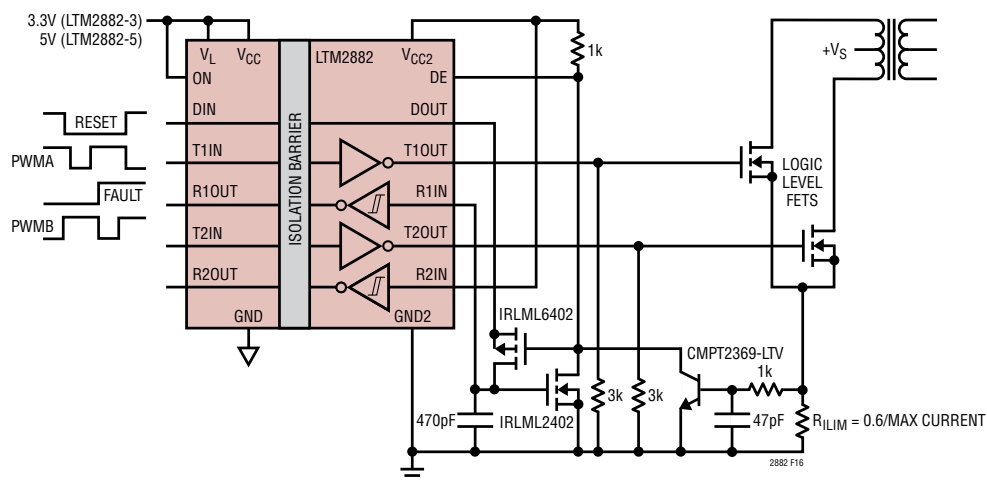 3.3V (LTM2882-3)
5V (LTM2882-5)
VL
VCC
LTM2882
VCC2
1k
ON
DE
+VS
DIN
DOUT
RESET
ISOLATION BARRIER
T1IN
T1OUT
PWMA
LOGIC
LEVEL
FETS
R1OUT
R1IN
FAULT
PWMB
T2IN
T2OUT
R2OUT
R2IN
GND
GND2
IRLML6402
CMPT2369-LTV
1k
3k
3k
470pF
IRLML2402
47pF
RILIM = 0.6/MAX CURRENT
2882 F16